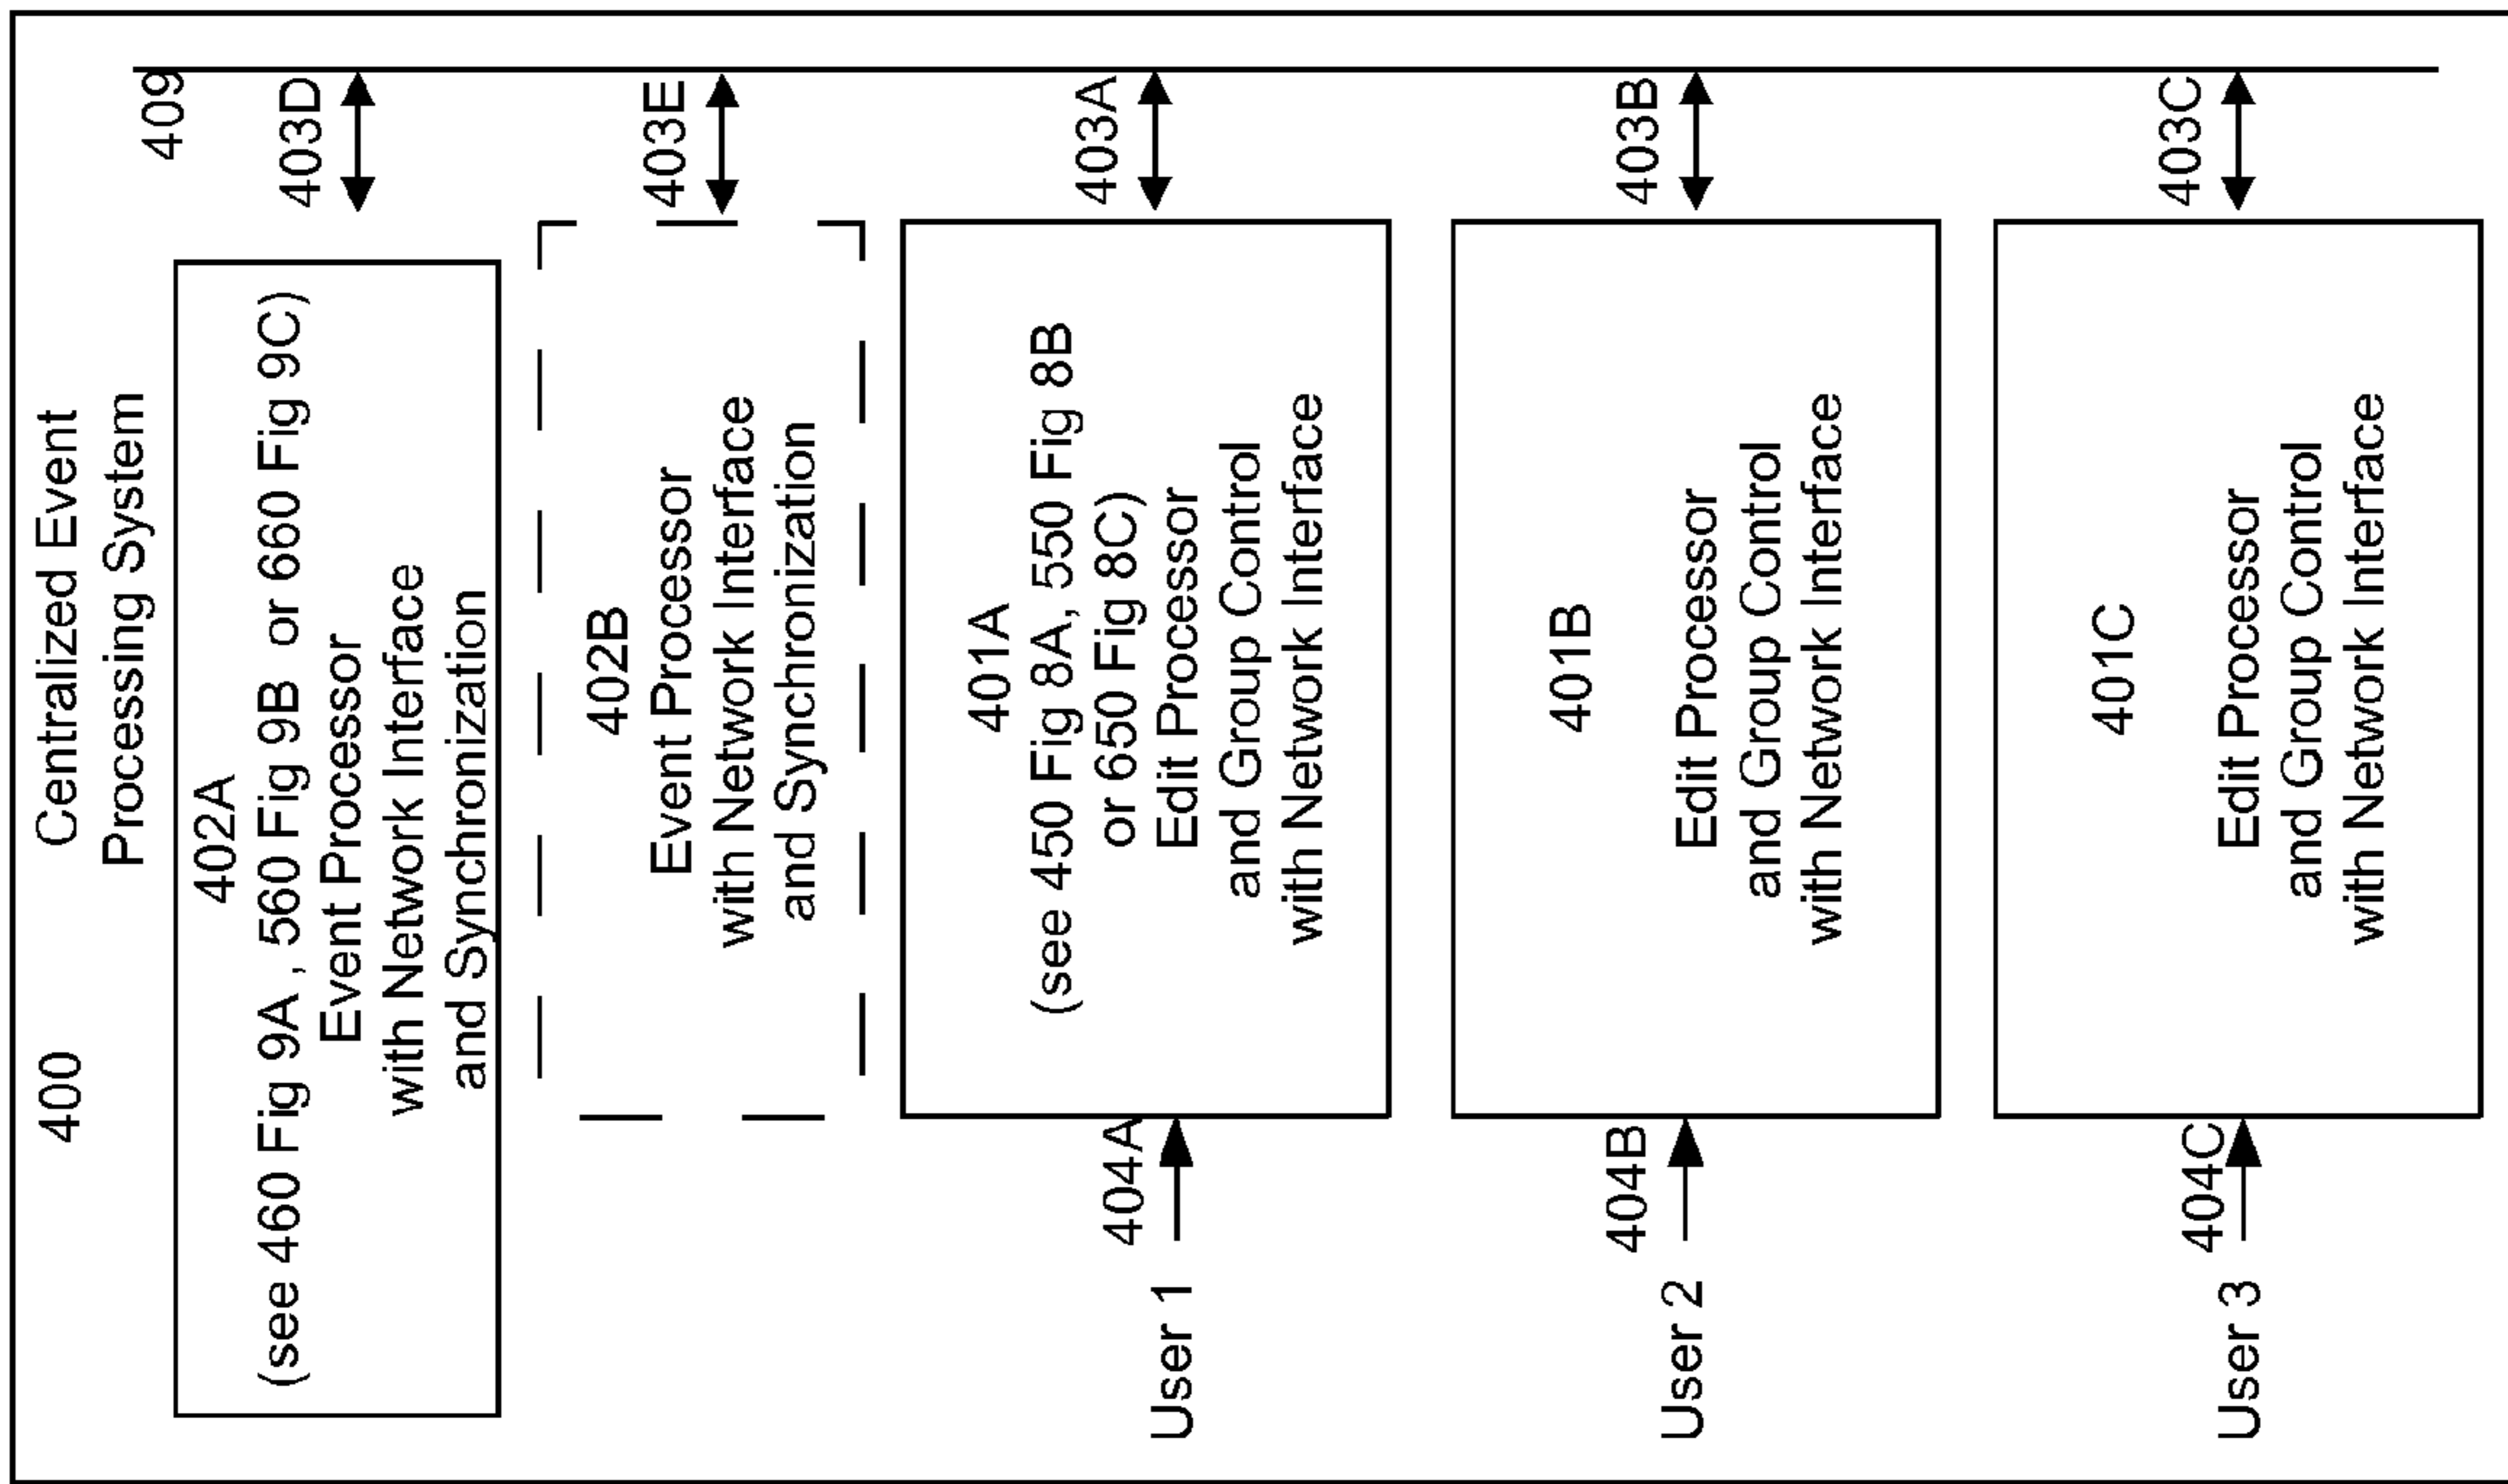 400
Centralized Event
Processing System
409
402A
(see 460 Fig 9A , 560 Fig 9B or 660 Fig 9C)
Event Processor
with Network Interface
and Synchronization
403D
402B
Event Processor
with Network Interface
and Synchronization
403E
User 1
404A
401A
(see 450 Fig 8A, 550 Fig 8B
or 650 Fig 8C)
Edit Processor
and Group Control
with Network Interface
403A
User 2
404B
401B
Edit Processor
and Group Control
with Network Interface
403B
User 3
404C
401C
Edit Processor
and Group Control
with Network Interface
403C